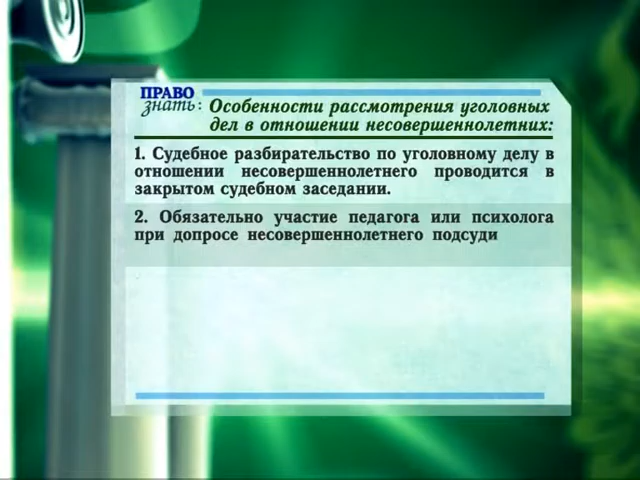 ПРАВО
знать:
Особенности рассмотрения уголовных
дел в отношении несовершеннолетних:
1. Судебное разбирательство по уголовному делу в
отношении несовершеннолетнего проводится в
закрытом судебном заседании.
2. Обязательно участие педагога или психолога
при допросе несовершеннолетнего подсуди